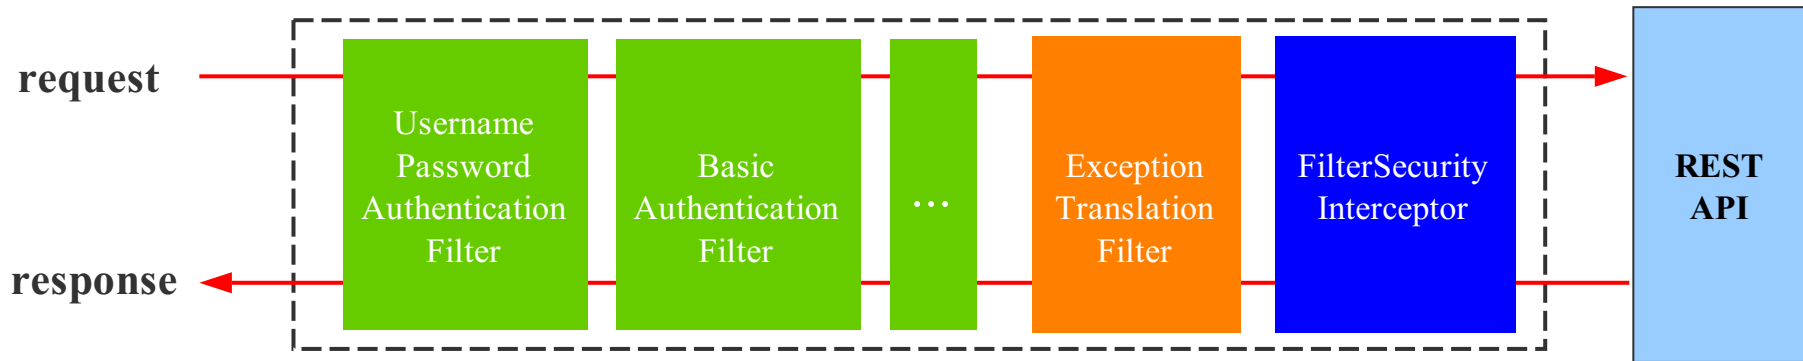 request
response
Username
Password
Authentication
Filter
Basic
Authentication
Filter
...
Exception
Translation
Filter
FilterSecurity
Interceptor
REST
API